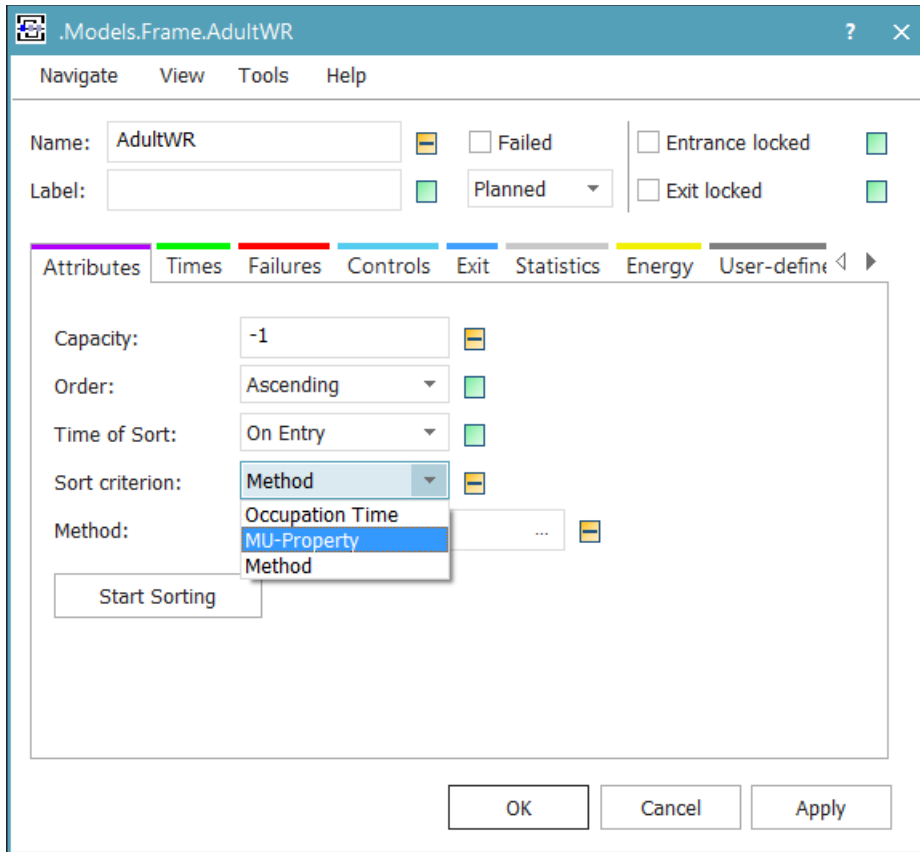 .Models.Frame.AdultWR ? ×
Navigate View Tools Help
Name: AdultWR Failed Entrance locked
Label: Planned Exit locked
Attributes Times Failures Controls Exit Statistics Energy User-define
Capacity: -1
Order: Ascending
Time of Sort: On Entry
Sort criterion: Method
Occupation Time
Method: ...
MU-Property
Method
Start Sorting
OK Cancel Apply